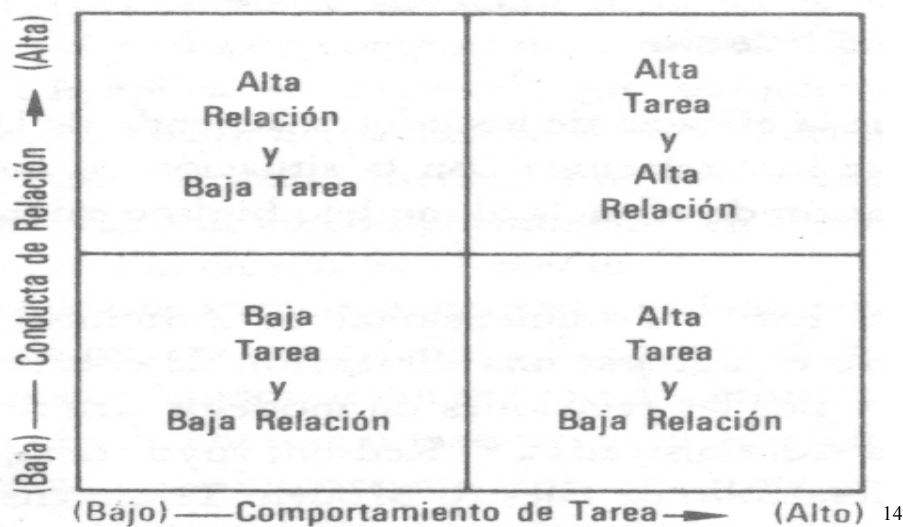 (Baja) — Conducta de Relación → (Alta)
Alta
Relación
y
Baja Tarea
Alta
Tarea
y
Alta
Relación
Baja
Tarea
y
Baja Relación
Alta
Tarea
y
Baja Relación
(Bájo) — Comportamiento de Tarea → (Alto)
14